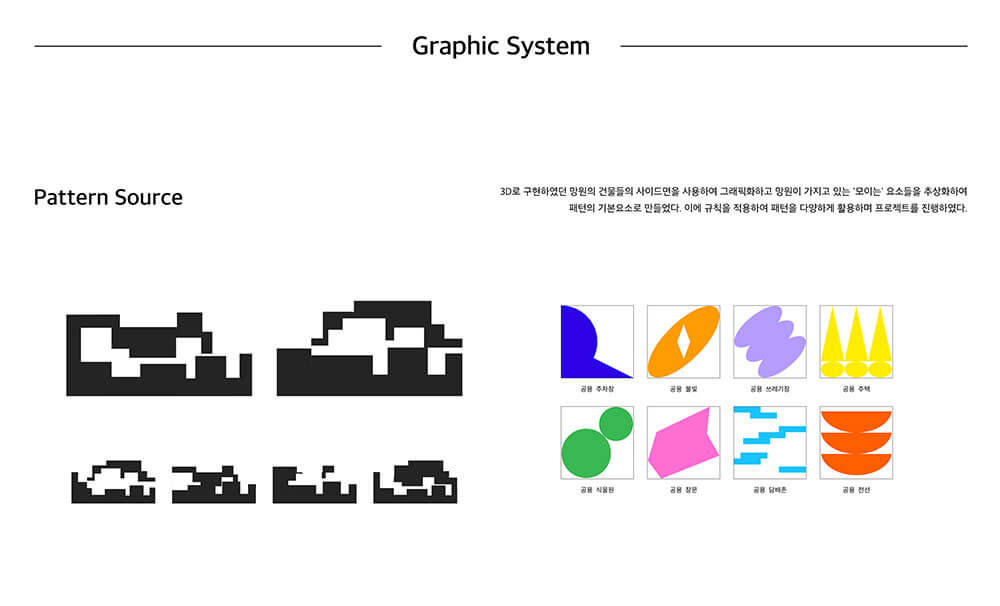 Graphic System
Pattern Source
3D로 구현하였던 망원의 건물들의 사이드면을 사용하여 그래픽화하고 망원이 가지고 있는 '모이는' 요소들을 추상화하여
패턴의 기본요소로 만들었다. 이에 규칙을 적용하여 패턴을 다양하게 활용하며 프로젝트를 진행하였다.
공용 주차장
공용 불빛
공용 쓰레기장
공용 주택
공용 식물원
공용 창문
공용 담배존
공용 전선